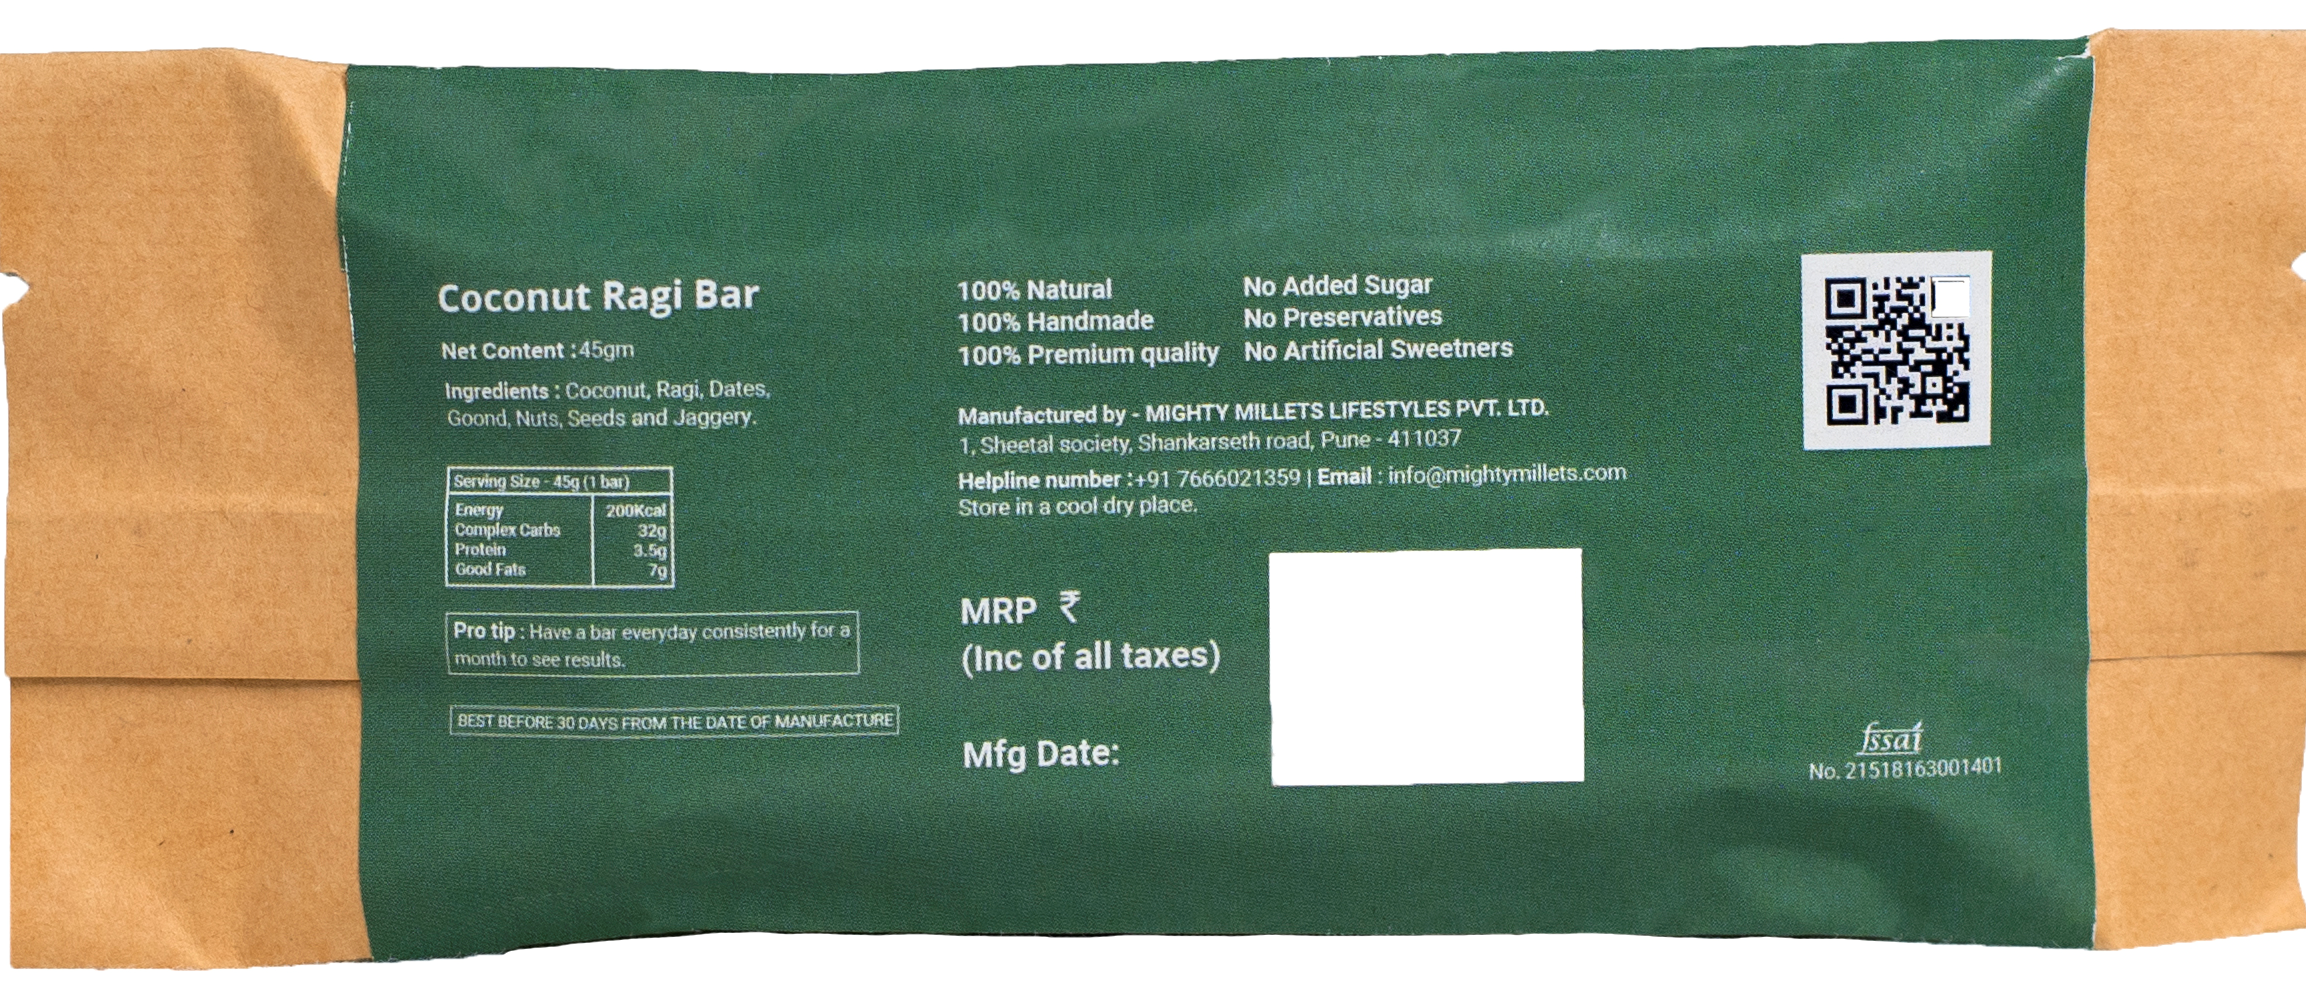 Coconut Ragi Bar
Net Content :45gm
Ingredients : Coconut, Ragi, Dates,
Goond, Nuts, Seeds and Jaggery.
Serving Size - 45g (1 bar)
Energy 200Kcal
Complex Carbs 32g
Protein 3.5g
Good Fats 7g
Pro tip : Have a bar everyday consistently for a
month to see results.
BEST BEFORE 30 DAYS FROM THE DATE OF MANUFACTURE
100% Natural No Added Sugar
100% Handmade No Preservatives
100% Premium quality No Artificial Sweetners
Manufactured by - MIGHTY MILLETS LIFESTYLES PVT. LTD.
1, Sheetal society, Shankarseth road, Pune - 411037
Helpline number :+91 7666021359 | Email : info@mightymillets.com
Store in a cool dry place.
MRP ₹
(Inc of all taxes)
Mfg Date:
fssai
No. 21518163001401